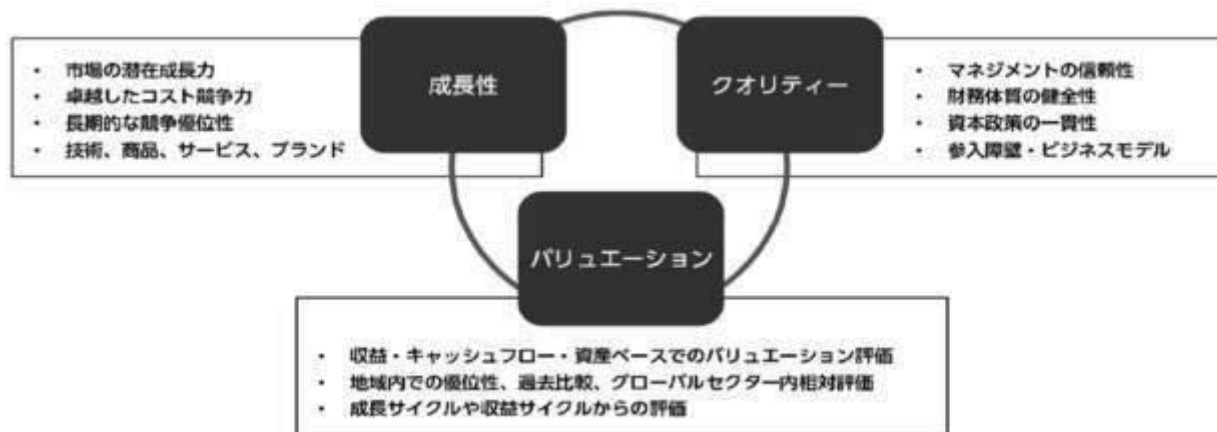 成長性
・ 市場の潜在成長力
・ 卓越したコスト競争力
・ 長期的な競争優位性
・ 技術、商品、サービス、ブランド
クオリティー
・ マネジメントの信頼性
・ 財務体質の健全性
・ 資本政策の一貫性
・ 参入障壁・ビジネスモデル
バリュエーション
・ 収益・キャッシュフロー・資産ベースでのバリュエーション評価
・ 地域内での優位性、過去比較、グローバルセクター内相対評価
・ 成長サイクルや収益サイクルからの評価